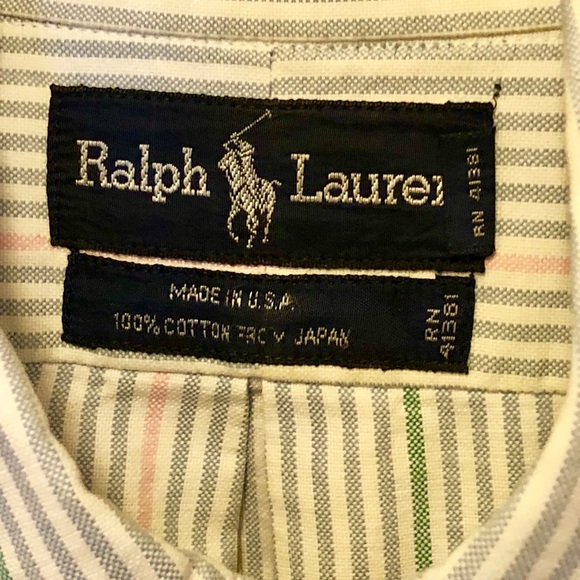 Ralph Lauren
RN 41381
MADE IN U.S.A.
100% COTTON FROM JAPAN
RN
41381